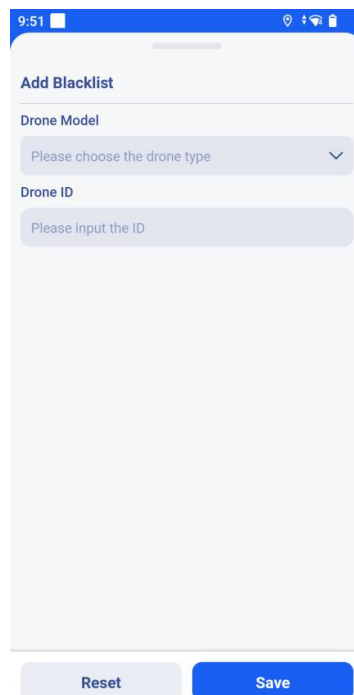 9:51
Add Blacklist
Drone Model
Please choose the drone type
Drone ID
Please input the ID
Reset
Save